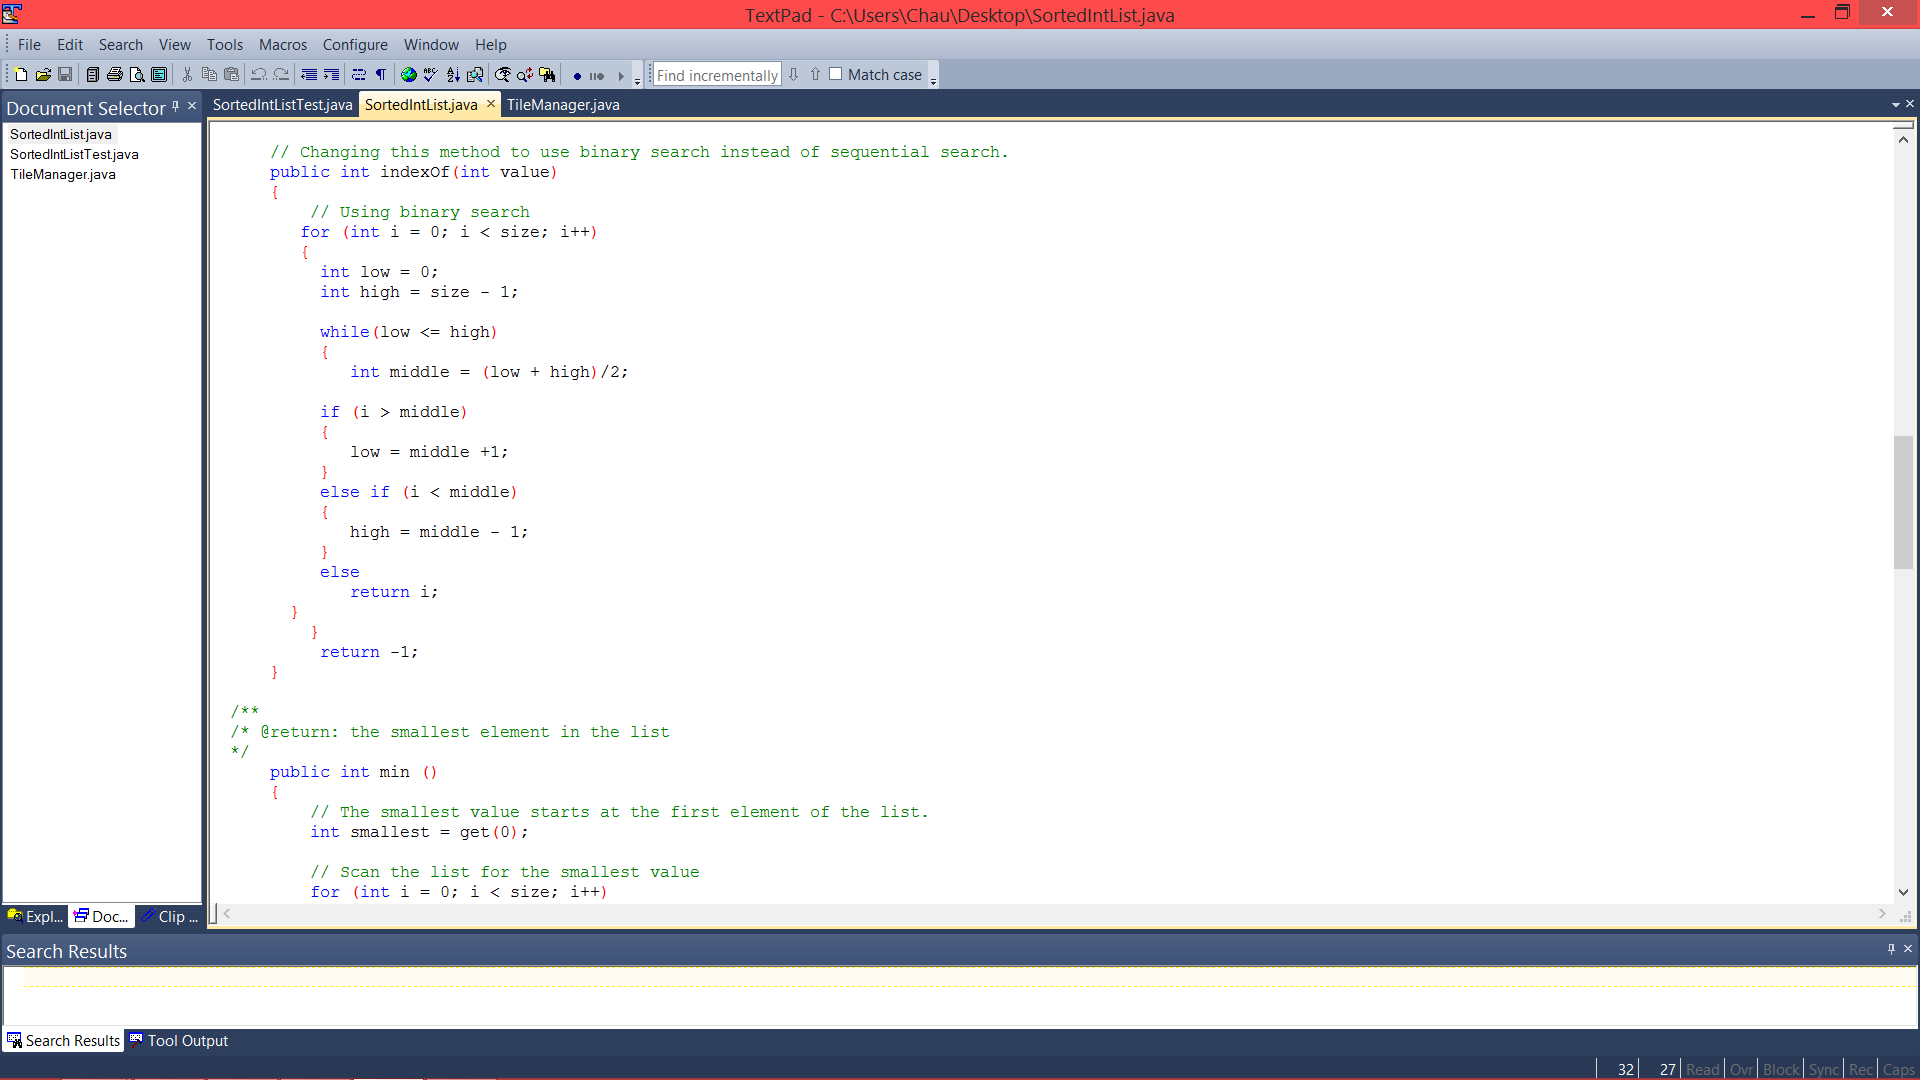 TextPad - C:\Users\Chau\Desktop\SortedIntList.java
File Edit Search View Tools Macros Configure Window Help
Find incrementally Match case
Document Selector
SortedIntList.java
SortedIntListTest.java
TileManager.java
SortedIntListTest.java SortedIntList.java TileManager.java
// Changing this method to use binary search instead of sequential search.
public int indexOf(int value)
{
// Using binary search
for (int i = 0; i < size; i++)
{
int low = 0;
int high = size - 1;
while(low <= high)
{
int middle = (low + high)/2;
if (i > middle)
{
low = middle +1;
}
else if (i < middle)
{
high = middle - 1;
}
else
return i;
}
}
return -1;
}
/**
/* @return: the smallest element in the list
*/
public int min ()
{
// The smallest value starts at the first element of the list.
int smallest = get(0);
// Scan the list for the smallest value
for (int i = 0; i < size; i++)
Expl... Doc... Clip ...
Search Results
Search Results Tool Output
32 27 Read Ovr Block Sync Rec Caps